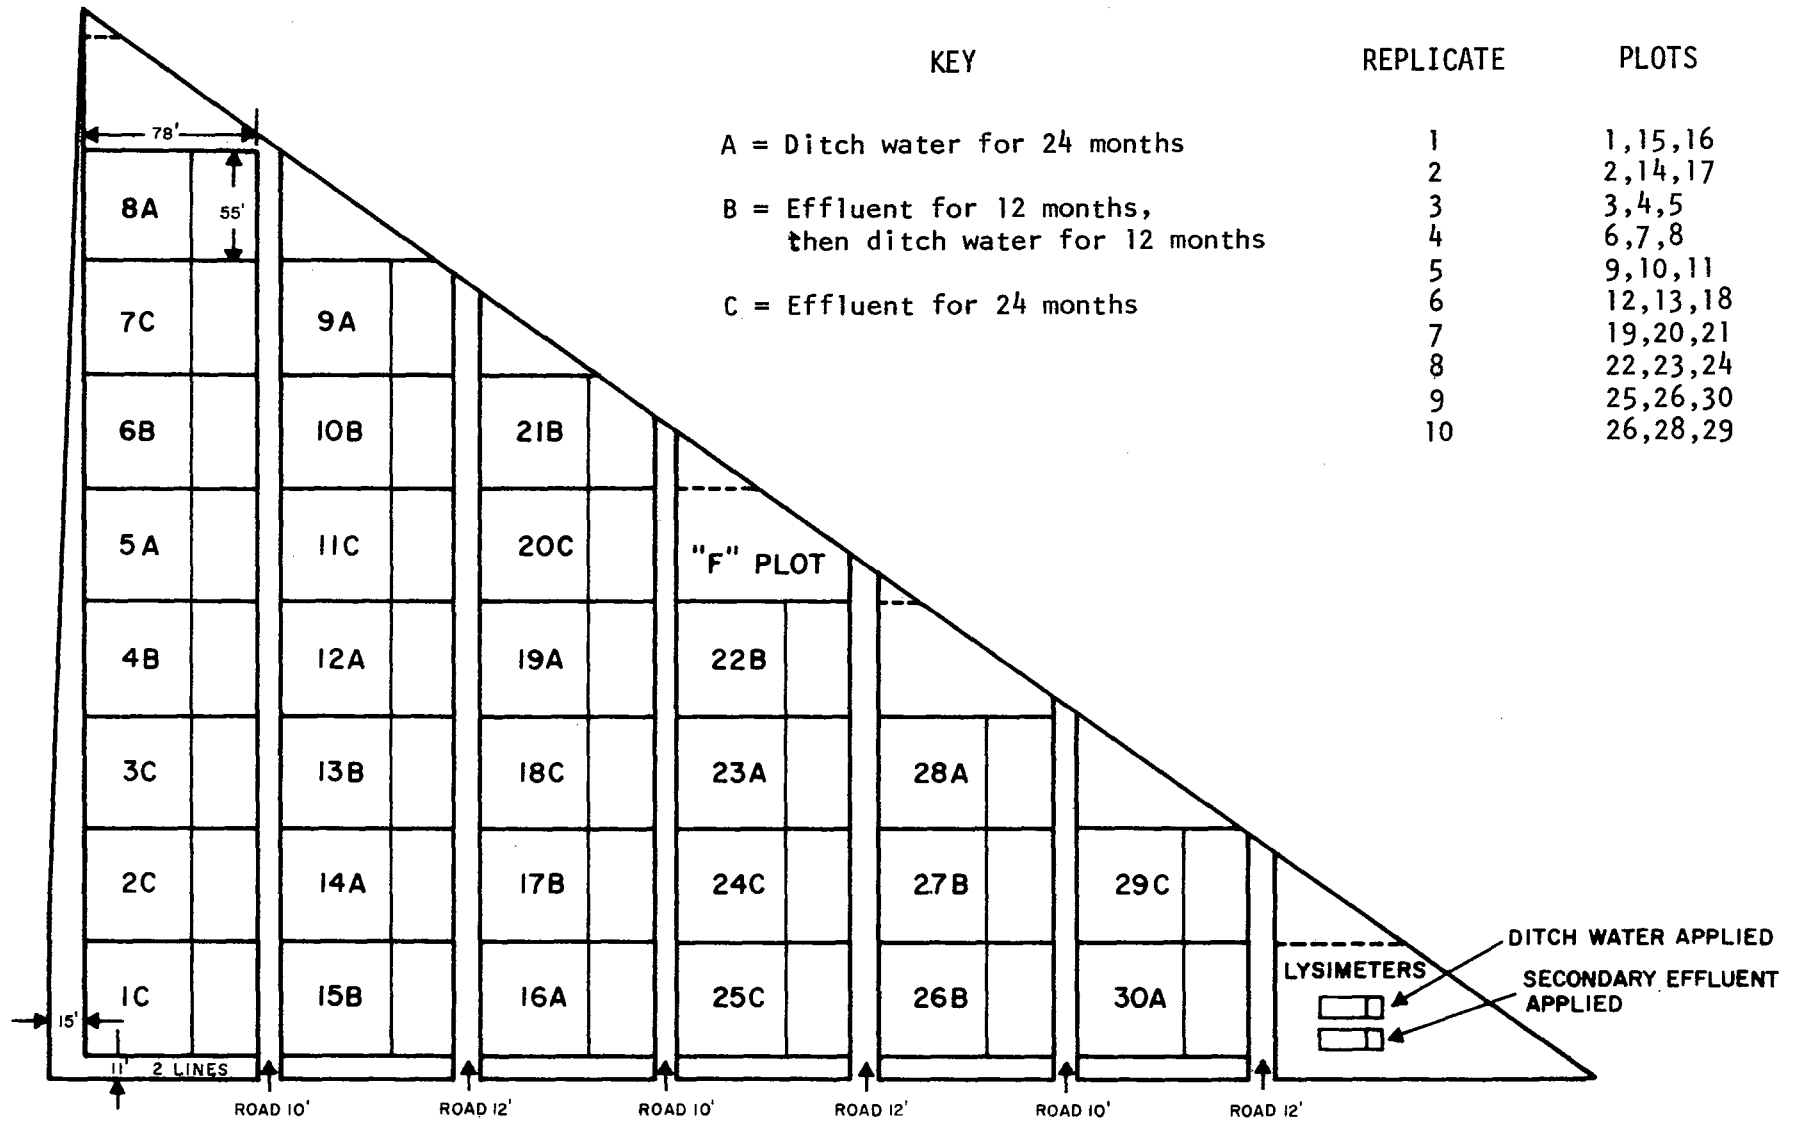 KEY
REPLICATE PLOTS
A = Ditch water for 24 months
B = Effluent for 12 months,
then ditch water for 12 months
C = Effluent for 24 months
1 1,15,16
2 2,14,17
3 3,4,5
4 6,7,8
5 9,10,11
6 12,13,18
7 19,20,21
8 22,23,24
9 25,26,30
10 26,28,29
78'
8A 55'
7C 9A
6B 10B 21B
5A 11C 20C "F" PLOT
4B 12A 19A 22B
3C 13B 18C 23A 28A
2C 14A 17B 24C 27B 29C
1C 15B 16A 25C 26B 30A
DITCH WATER APPLIED
LYSIMETERS
SECONDARY EFFLUENT
APPLIED
15'
11' 2 LINES
ROAD 10' ROAD 12' ROAD 10' ROAD 12' ROAD 10' ROAD 12'